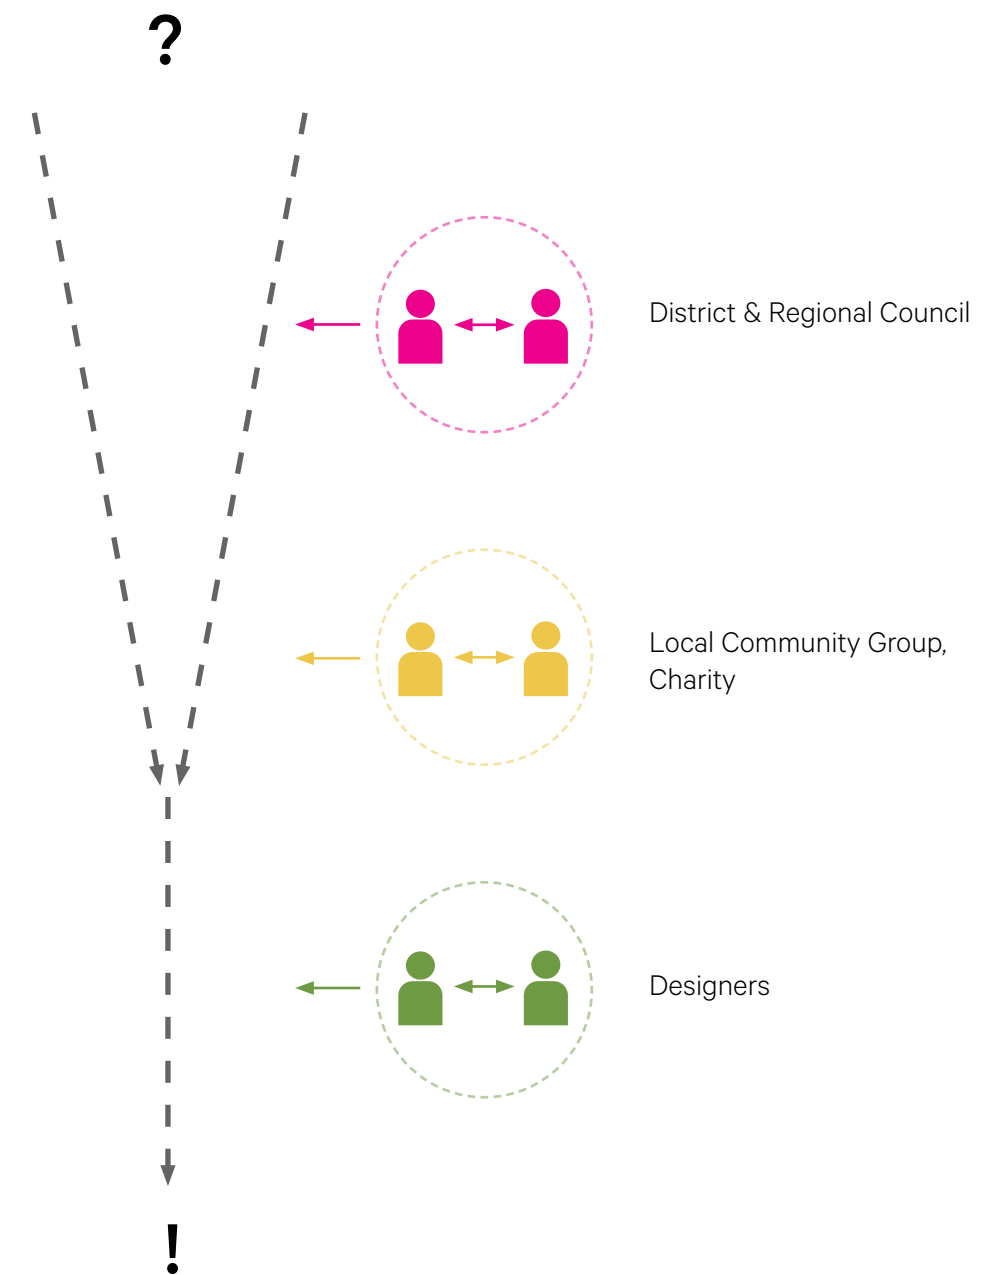 ?
District & Regional Council
Local Community Group,
Charity
Designers
!